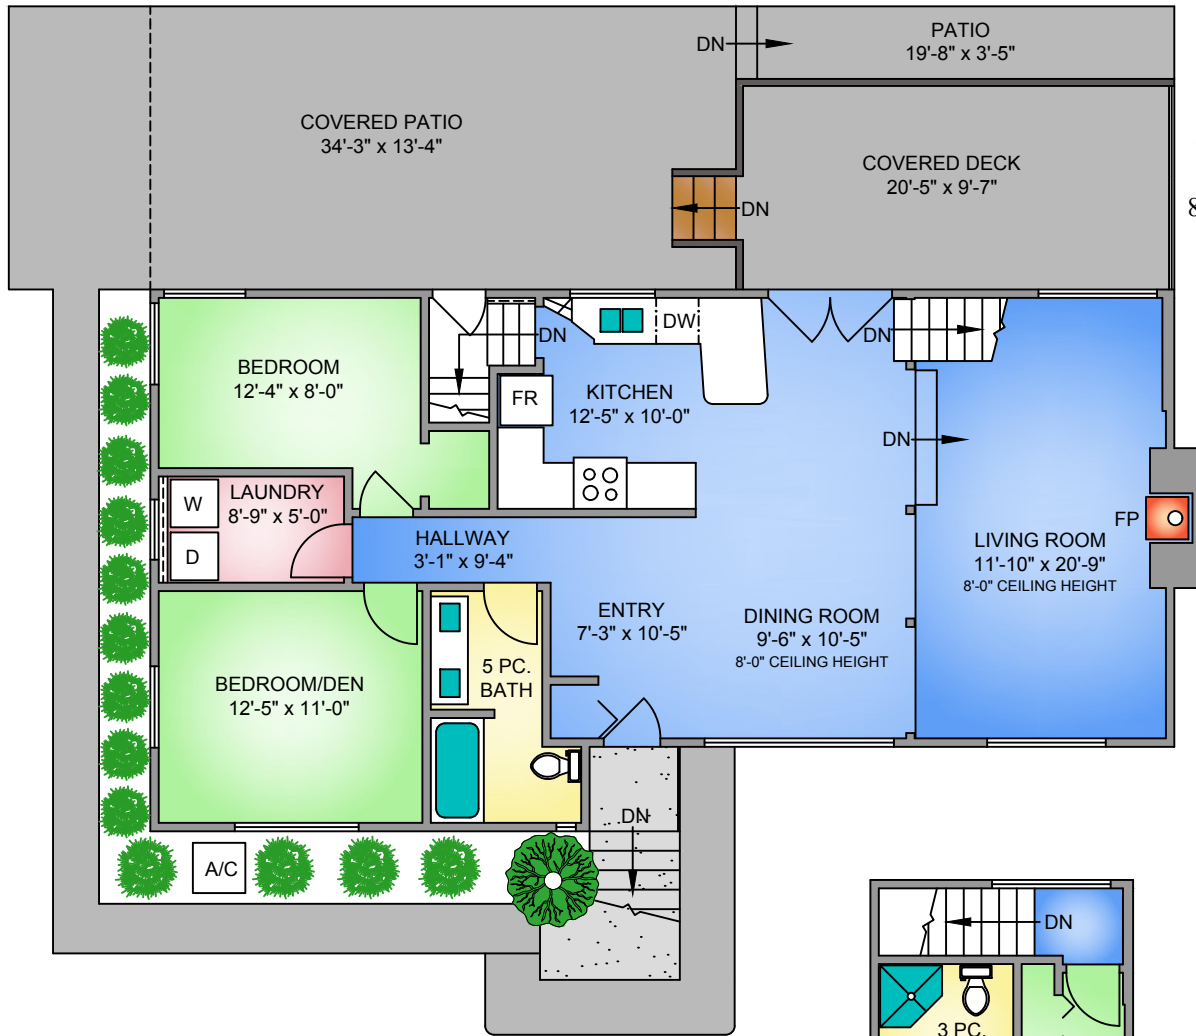 PATIO
19'-8" x 3'-5"
DN
COVERED PATIO
34'-3" x 13'-4"
COVERED DECK
20'-5" x 9'-7"
DN
8
BEDROOM
12'-4" x 8'-0"
DN
DW
DN
KITCHEN
12'-5" x 10'-0"
FR
DN
W
LAUNDRY
8'-9" x 5'-0"
D
HALLWAY
3'-1" x 9'-4"
FP
LIVING ROOM
11'-10" x 20'-9"
8'-0" CEILING HEIGHT
ENTRY
7'-3" x 10'-5"
DINING ROOM
9'-6" x 10'-5"
8'-0" CEILING HEIGHT
BEDROOM/DEN
12'-5" x 11'-0"
5 PC.
BATH
DN
A/C
DN
3 PC.